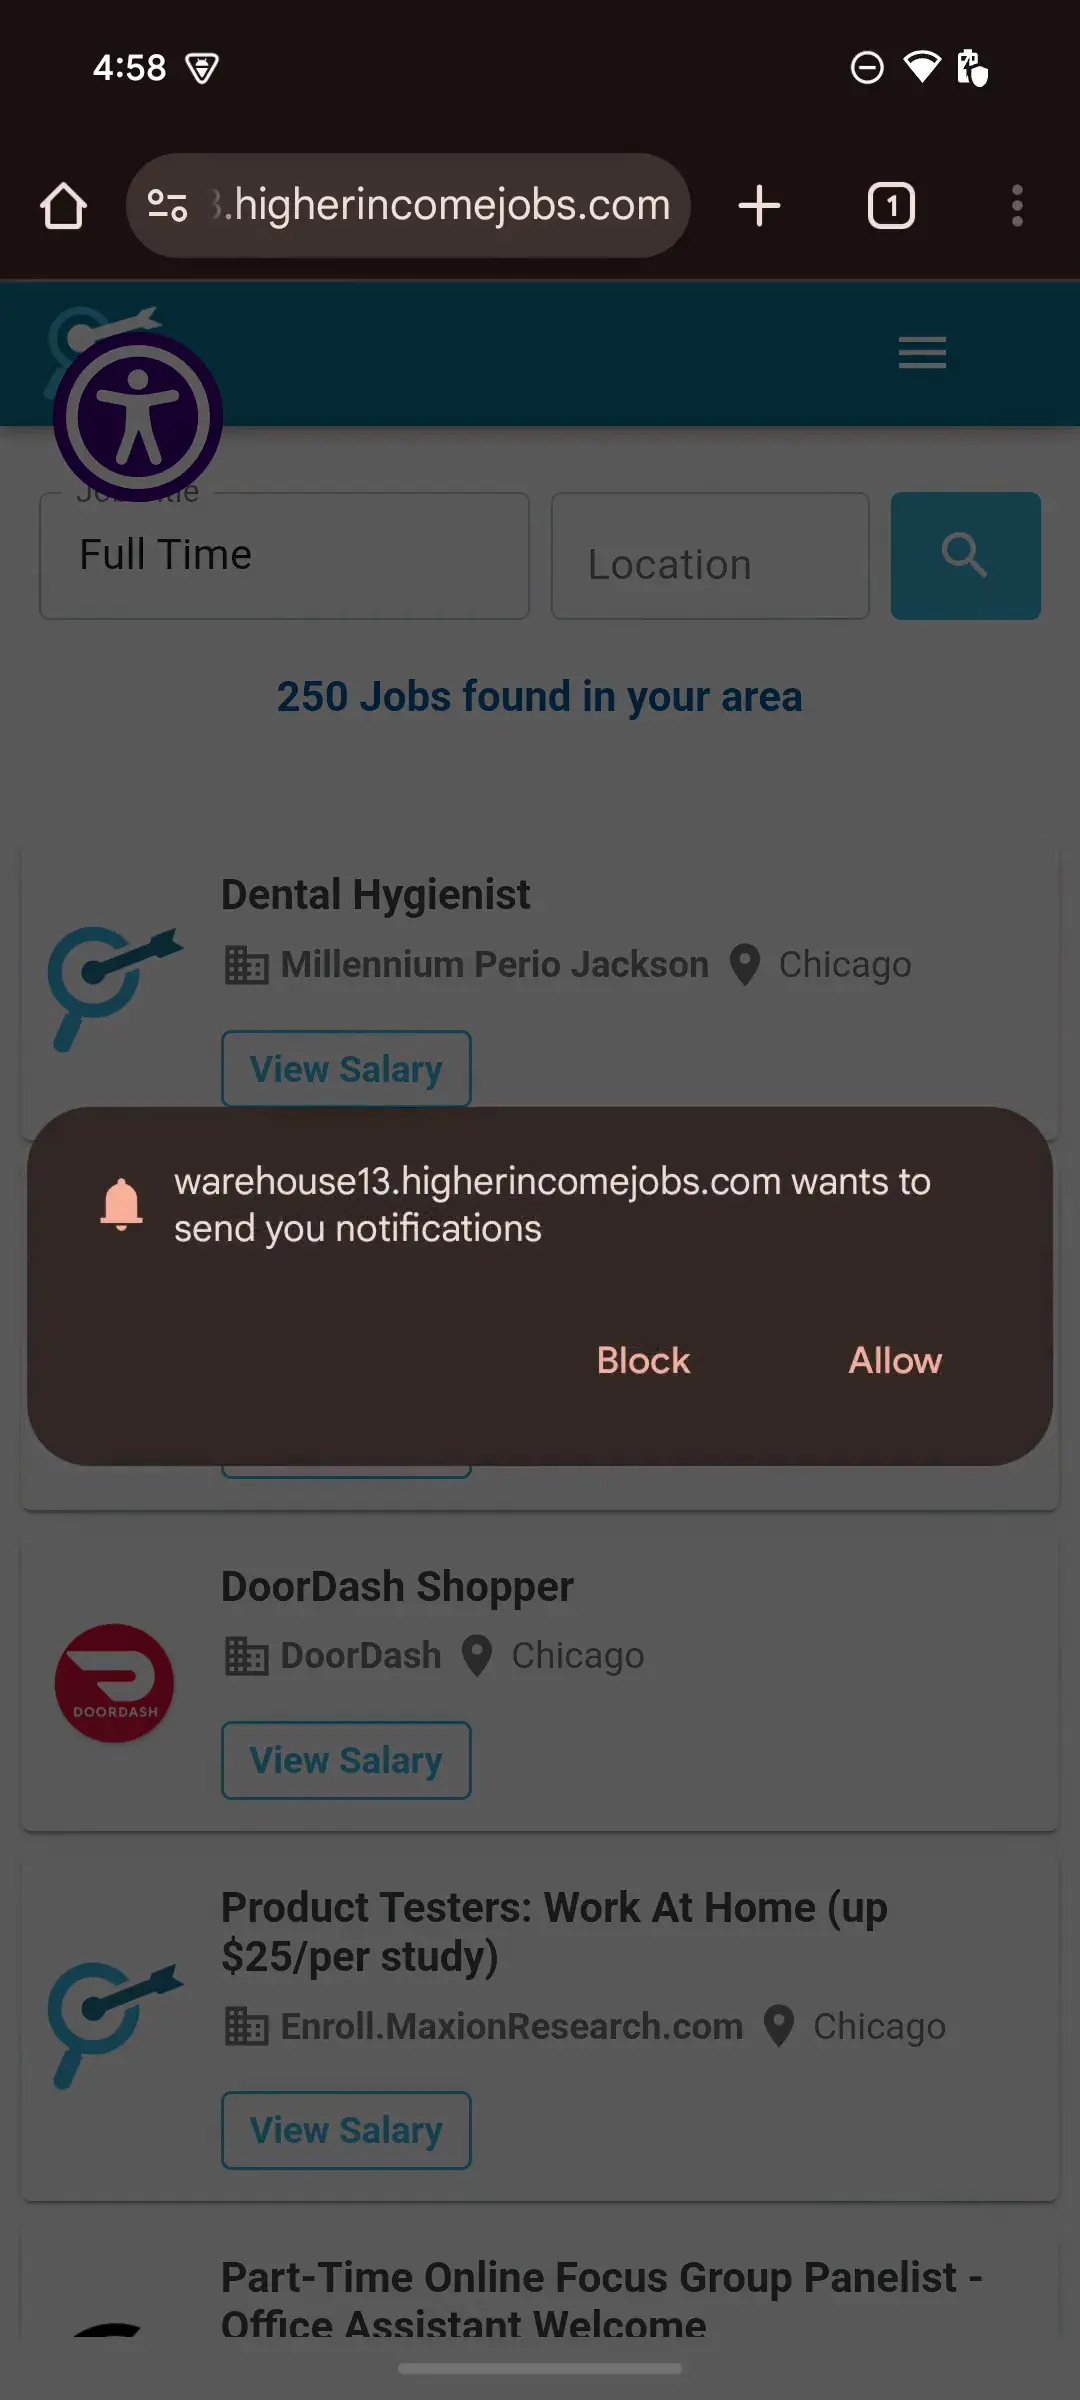 4:58
.higherincomejobs.com
1
Full Time
Location
250 Jobs found in your area
Dental Hygienist
Millennium Perio Jackson Chicago
View Salary
warehouse13.higherincomejobs.com wants to
send you notifications
Block Allow
DoorDash Shopper
DoorDash Chicago
DOORDASH
View Salary
Product Testers: Work At Home (up
$25/per study)
Enroll.MaxionResearch.com Chicago
View Salary
Part-Time Online Focus Group Panelist -
Office Assistant Welcome